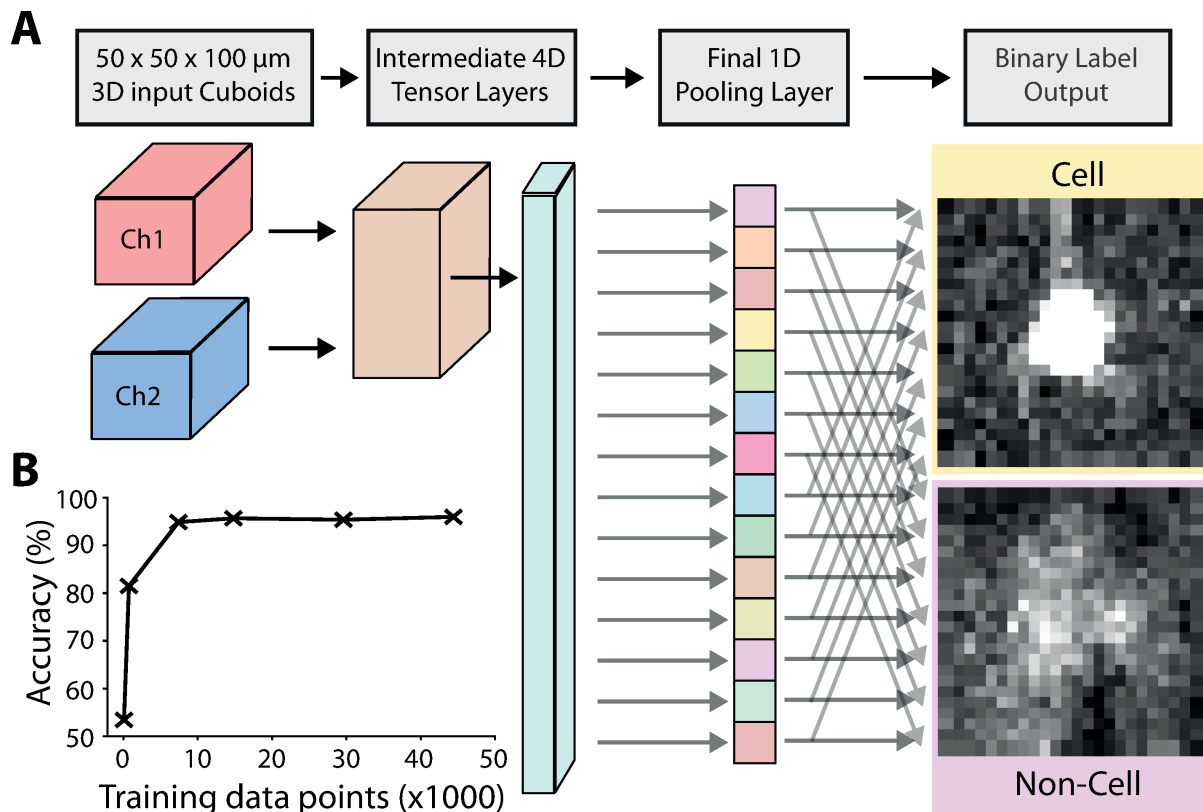 A
50 x 50 x 100 µm
3D input Cuboids
Intermediate 4D
Tensor Layers
Final 1D
Pooling Layer
Binary Label
Output
Ch1
Ch2
Cell
Non-Cell
B
Accuracy (%)
100
90
80
70
60
50
0
10
20
30
40
50
Training data points (x1000)